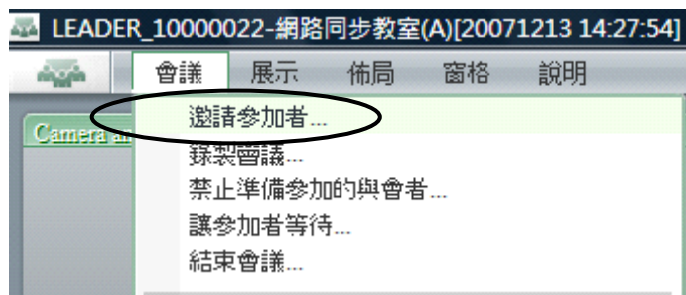 LEADER_10000022-網路同步教室(A)[20071213 14:27:54]
會議 展示 佈局 窗格 說明
邀請參加者...
Camera an
錄製會議...
禁止準備參加的與會者...
讓參加者等待...
結束會議...